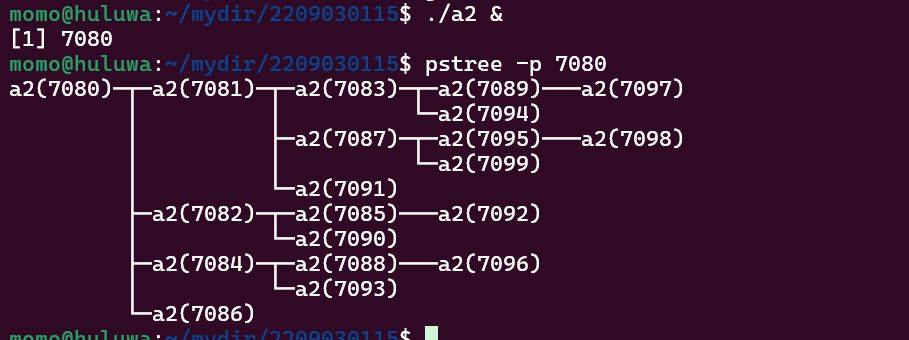 momo@huluwa:~/mydir/2209030115$ ./a2 &
[1] 7080
momo@huluwa:~/mydir/2209030115$ pstree -p 7080
a2(7080)─┬─a2(7081)─┬─a2(7083)─┬─a2(7089)───a2(7097)
         │          │          └─a2(7094)
         │          ├─a2(7087)─┬─a2(7095)───a2(7098)
         │          │          └─a2(7099)
         │          └─a2(7091)
         ├─a2(7082)─┬─a2(7085)───a2(7092)
         │          └─a2(7090)
         ├─a2(7084)─┬─a2(7088)───a2(7096)
         │          └─a2(7093)
         └─a2(7086)
momo@huluwa:~/mydir/2209030115$